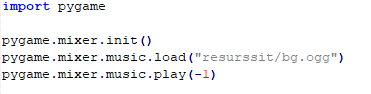 import pygame

pygame.mixer.init()
pygame.mixer.music.load("resurssit/bg.ogg")
pygame.mixer.music.play(-1)